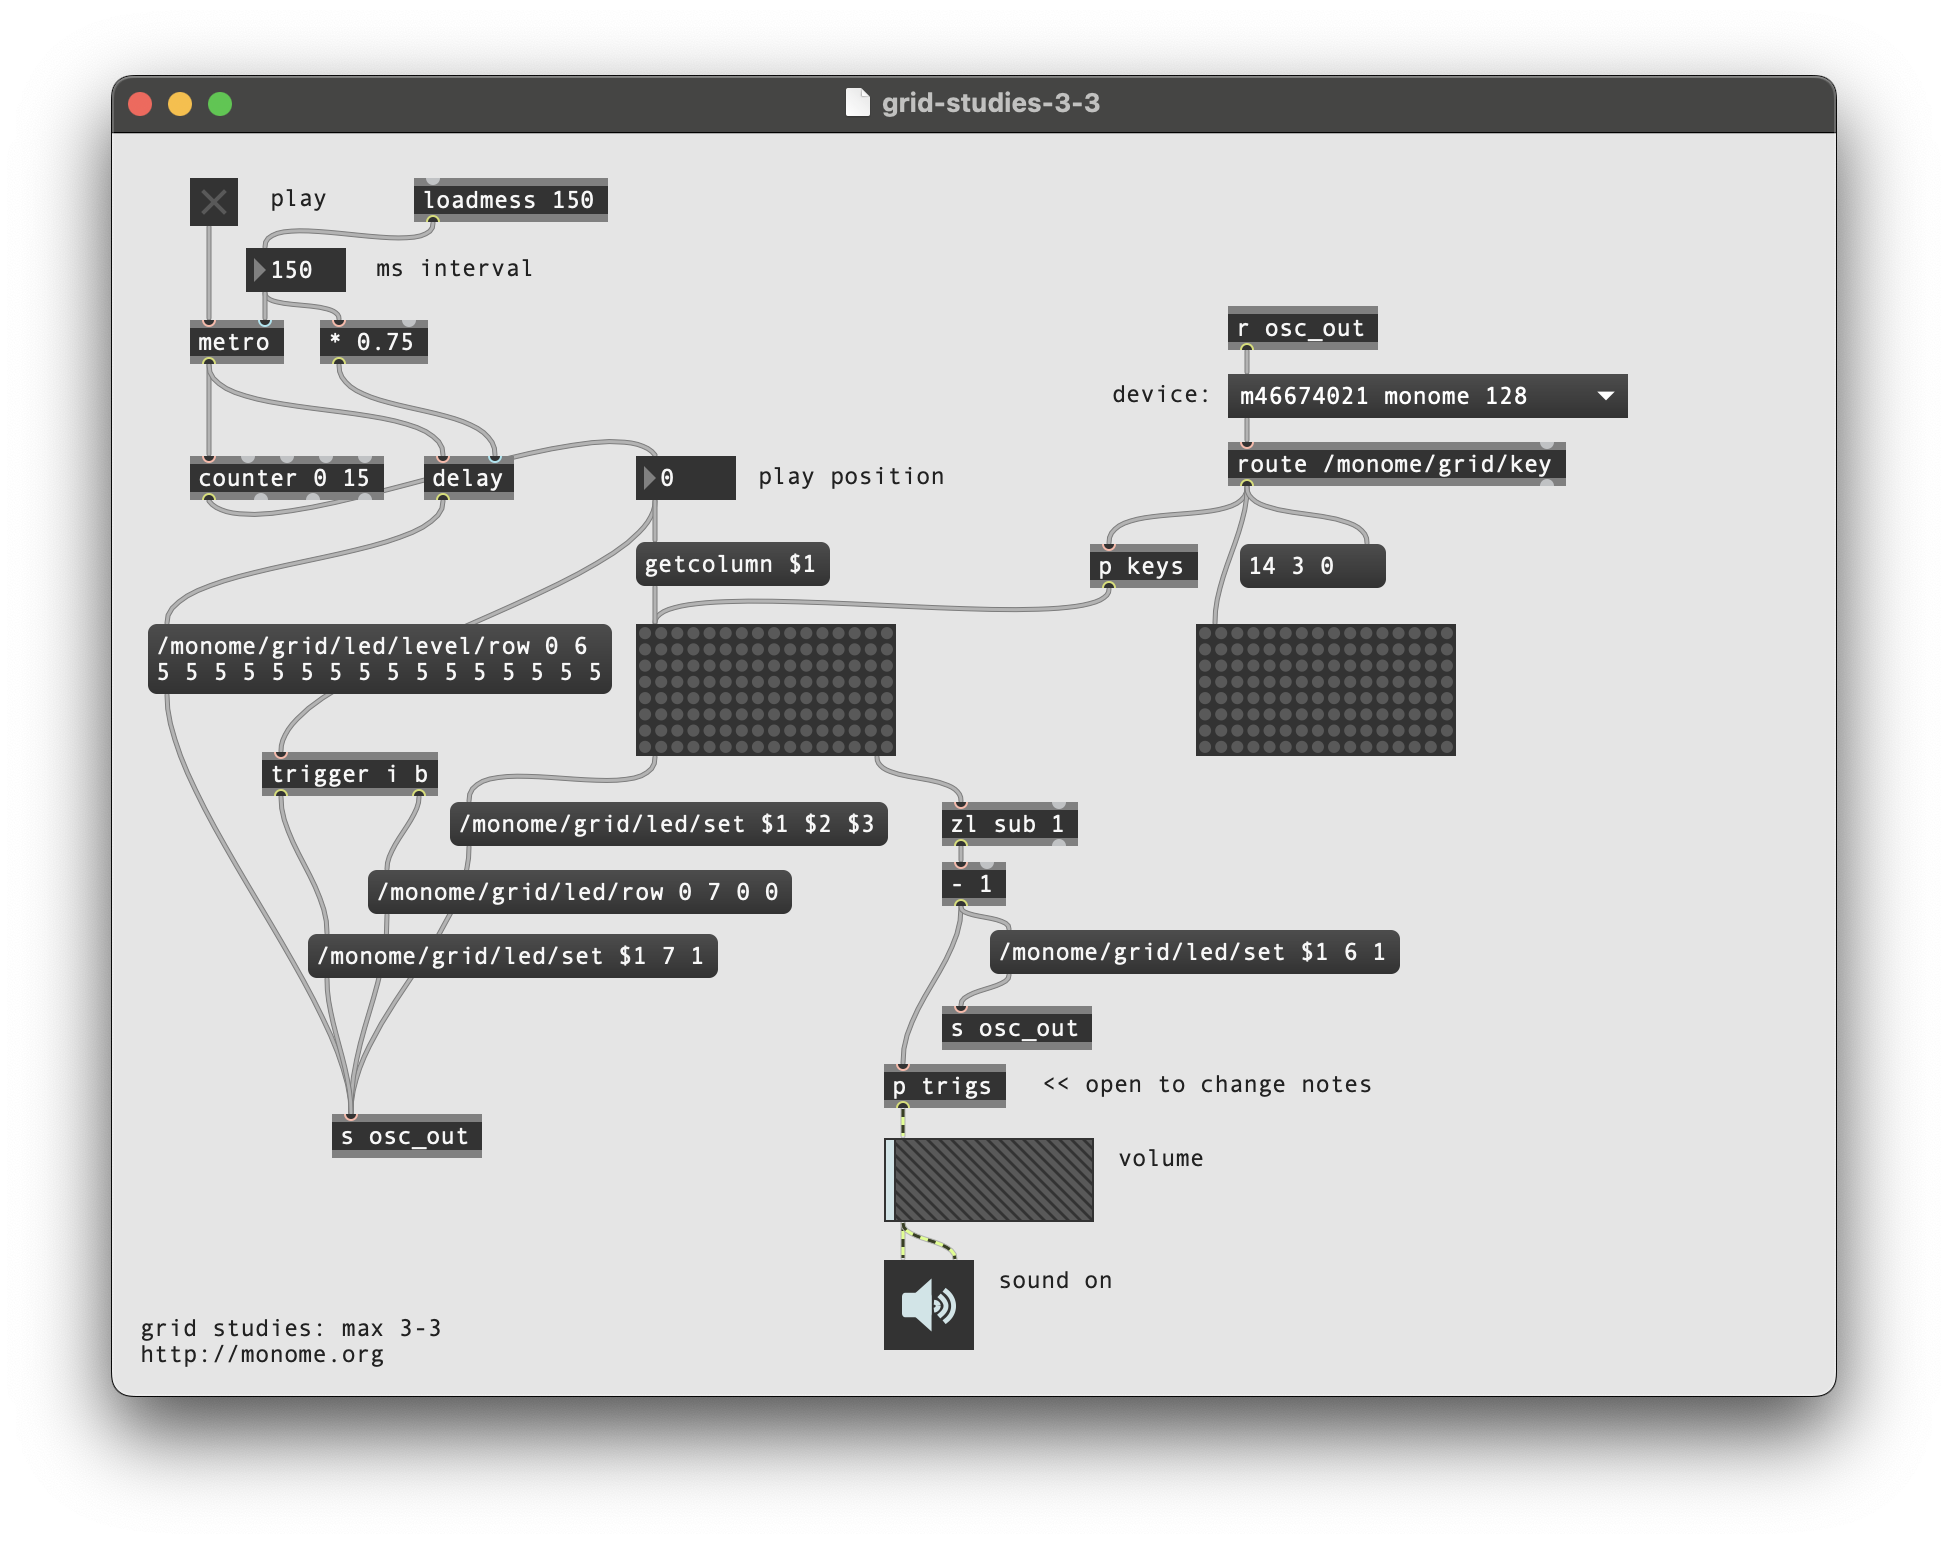 grid-studies-3-3
play
loadmess 150
150
ms interval
metro
* 0.75
r osc_out
device:
m46674021 monome 128
counter 0 15
delay
0
play position
route /monome/grid/key
getcolumn $1
p keys
14 3 0
/monome/grid/led/level/row 0 6
5 5 5 5 5 5 5 5 5 5 5 5 5 5 5 5
trigger i b
/monome/grid/led/set $1 $2 $3
zl sub 1
/monome/grid/led/row 0 7 0 0
- 1
/monome/grid/led/set $1 7 1
/monome/grid/led/set $1 6 1
s osc_out
p trigs
<< open to change notes
s osc_out
volume
sound on
grid studies: max 3-3
http://monome.org